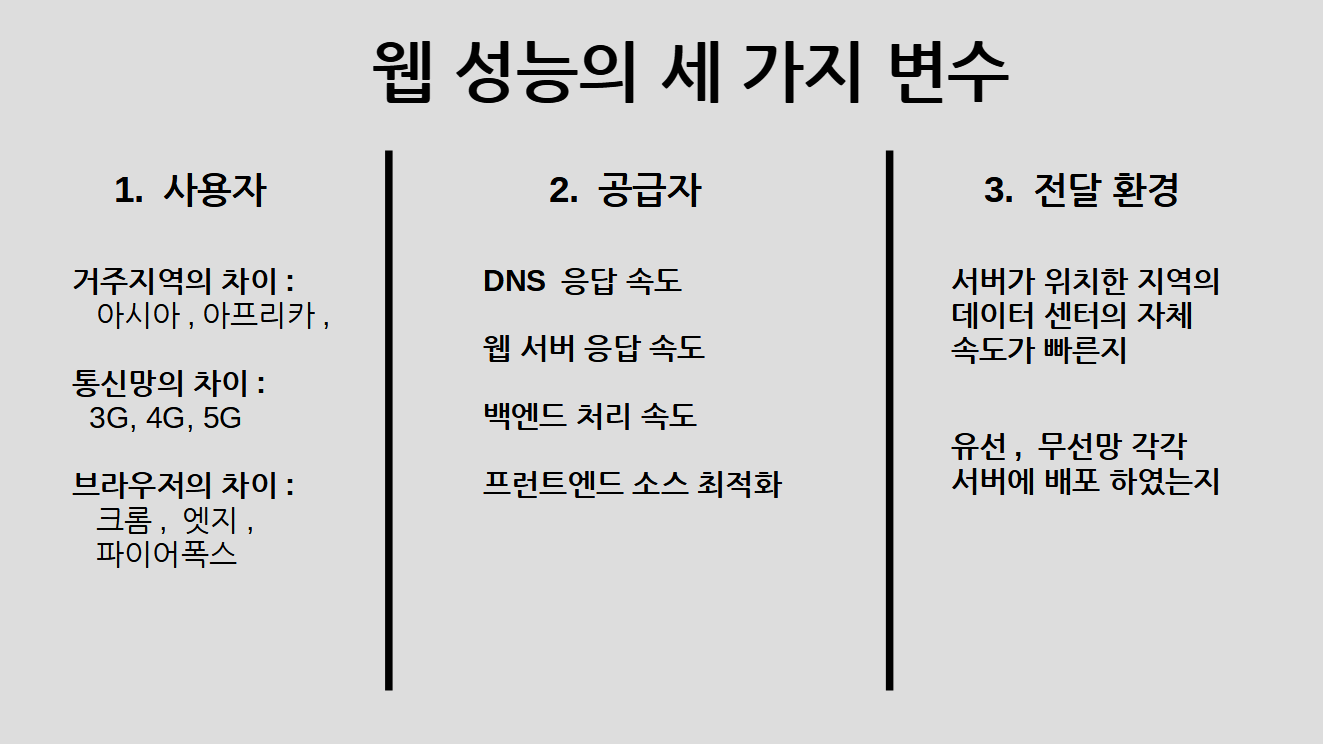 웹 성능의 세 가지 변수
1. 사용자
거주지역의 차이 :
아시아 , 아프리카 ,
통신망의 차이 :
3G, 4G, 5G
브라우저의 차이 :
크롬 , 엣지 ,
파이어폭스
2. 공급자
DNS 응답 속도
웹 서버 응답 속도
백엔드 처리 속도
프런트엔드 소스 최적화
3. 전달 환경
서버가 위치한 지역의
데이터 센터의 자체
속도가 빠른지
유선 , 무선망 각각
서버에 배포 하였는지